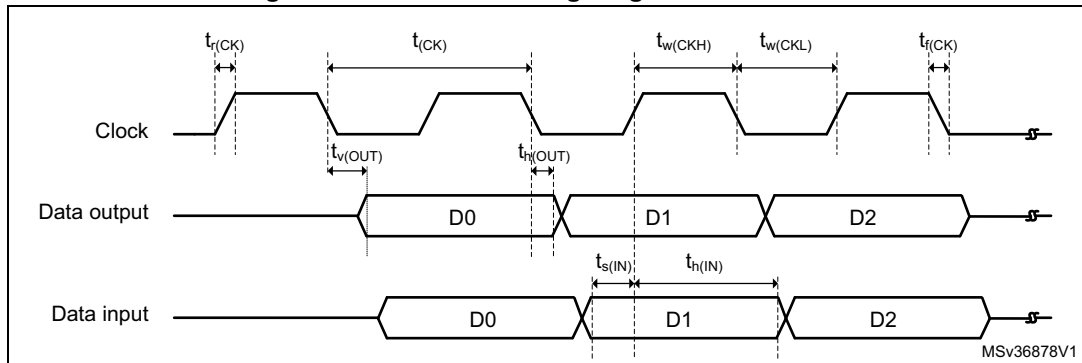 tr(CK) t(CK) tw(CKH) tw(CKL) tf(CK)
Clock
tv(OUT) th(OUT)
Data output D0 D1 D2
ts(IN) th(IN)
Data input D0 D1 D2
MSv36878V1